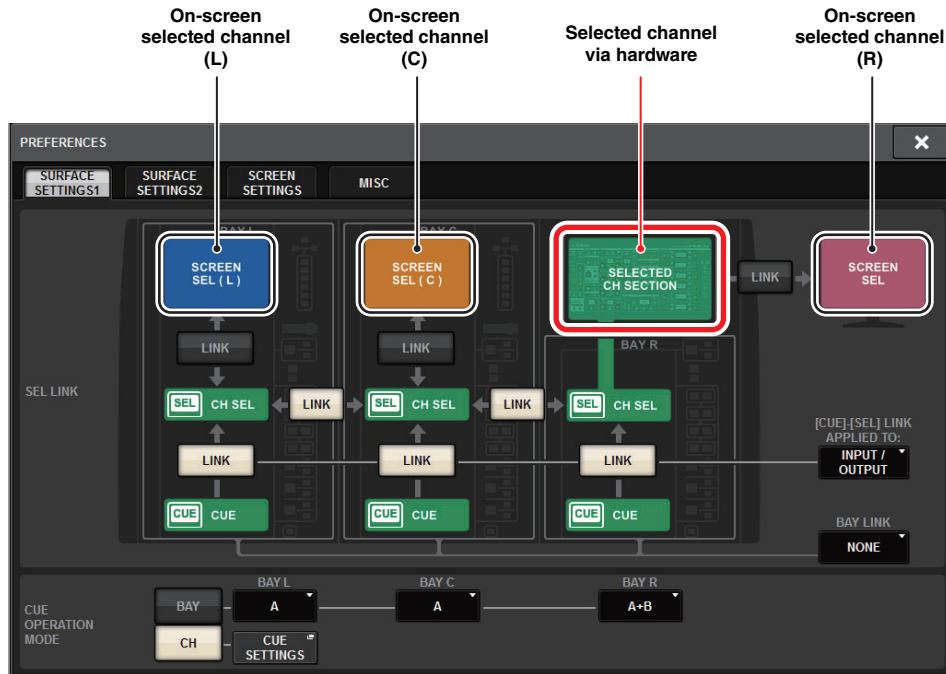 On-screen
selected channel
(L)
On-screen
selected channel
(C)
Selected channel
via hardware
On-screen
selected channel
(R)
PREFERENCES
SURFACE
SETTINGS1
SURFACE
SETTINGS2
SCREEN
SETTINGS
MISC
BAY L
BAY C
SCREEN
SEL ( L )
SCREEN
SEL ( C )
SELECTED
CH SECTION
LINK
SCREEN
SEL
LINK
LINK
BAY R
SEL LINK
SEL CH SEL
LINK
SEL CH SEL
LINK
SEL CH SEL
[CUE]-[SEL] LINK
APPLIED TO:
LINK
LINK
LINK
INPUT /
OUTPUT
CUE CUE
CUE CUE
CUE CUE
BAY LINK
NONE
BAY L
BAY C
BAY R
CUE
OPERATION
MODE
BAY
A
A
A+B
CH
CUE
SETTINGS